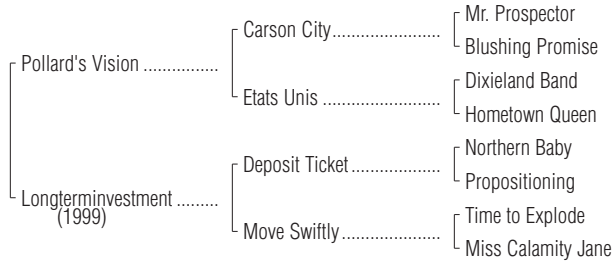 Mr. Prospector
Carson City..................
Blushing Promise
Pollard's Vision ...............
Dixieland Band
Etats Unis .......................
Hometown Queen
Northern Baby
Deposit Ticket.................
Propositioning
Longterminvestment .........
(1999)
Time to Explode
Move Swiftly...................
Miss Calamity Jane